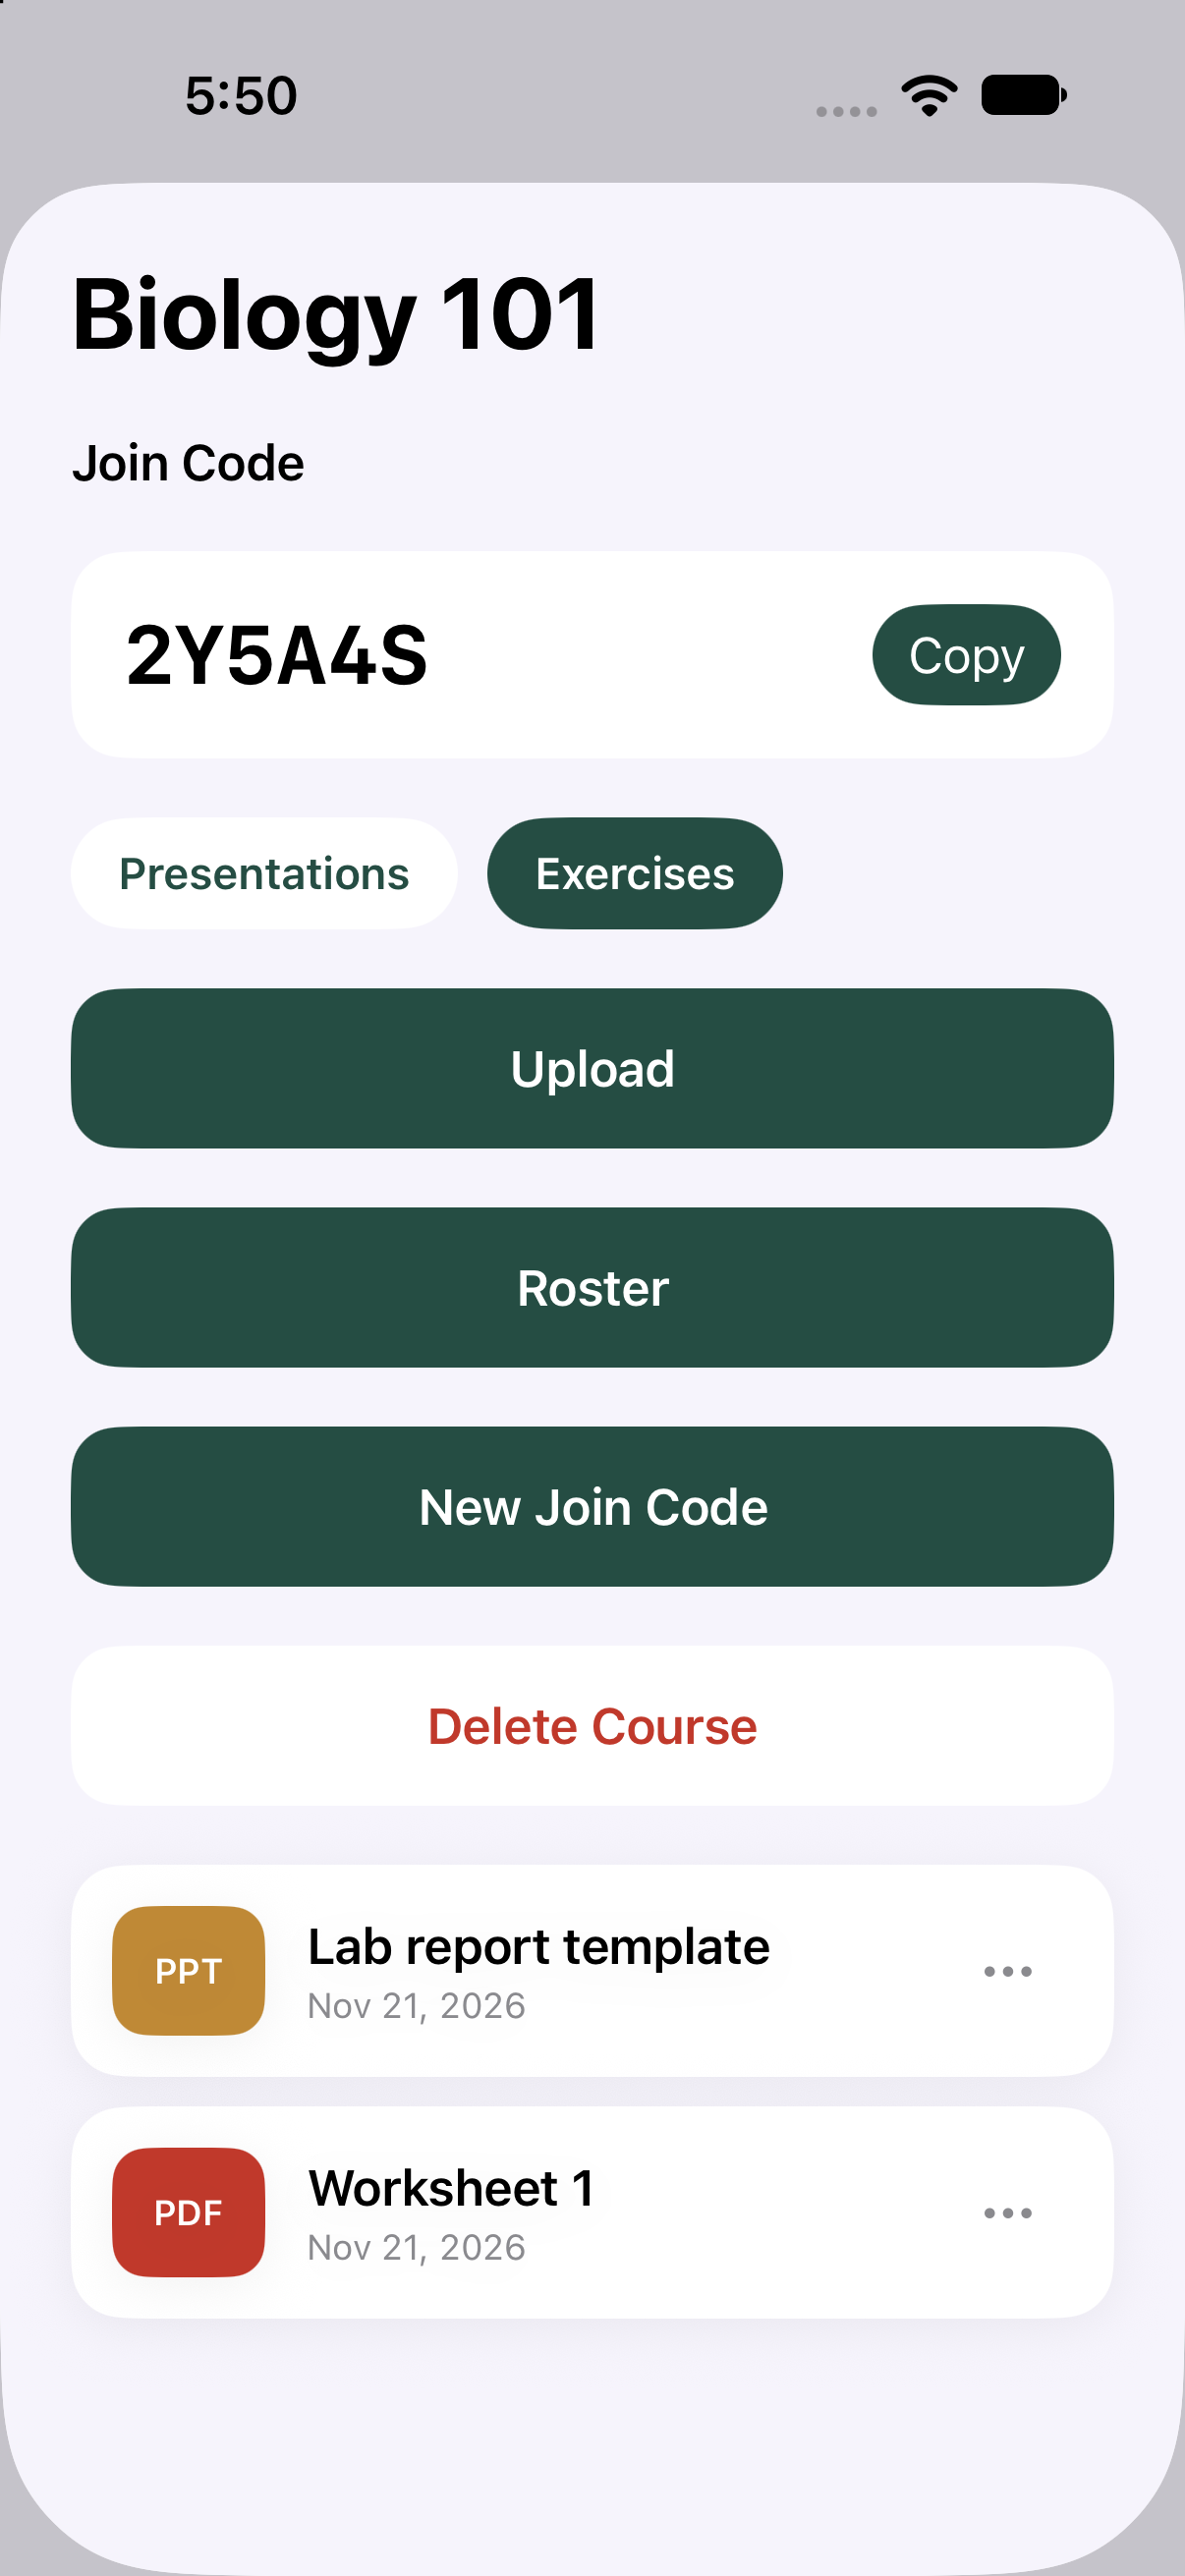 5:50
Biology 101
Join Code
2Y5A4S
Copy
Presentations
Exercises
Upload
Roster
New Join Code
Delete Course
PPT
Lab report template
Nov 21, 2026
PDF
Worksheet 1
Nov 21, 2026